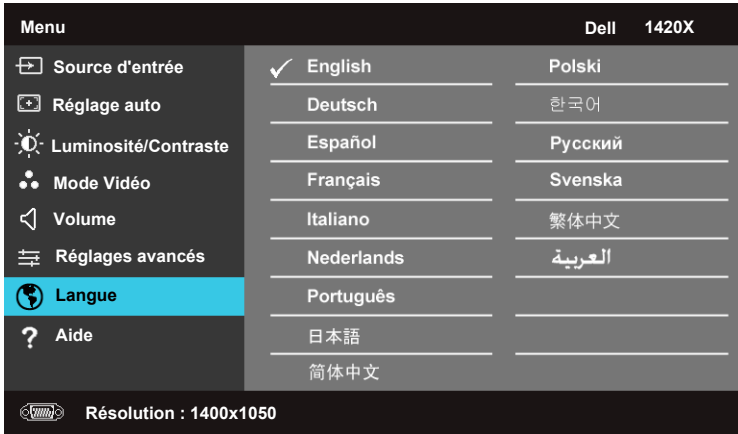 Menu
Dell 1420X
Source d'entrée
Réglage auto
Luminosité/Contraste
Mode Vidéo
Volume
Réglages avancés
Langue
Aide
English
Deutsch
Español
Français
Italiano
Nederlands
Português
日本語
简体中文
Polski
한국어
Русский
Svenska
繁体中文
العربية
Résolution : 1400x1050